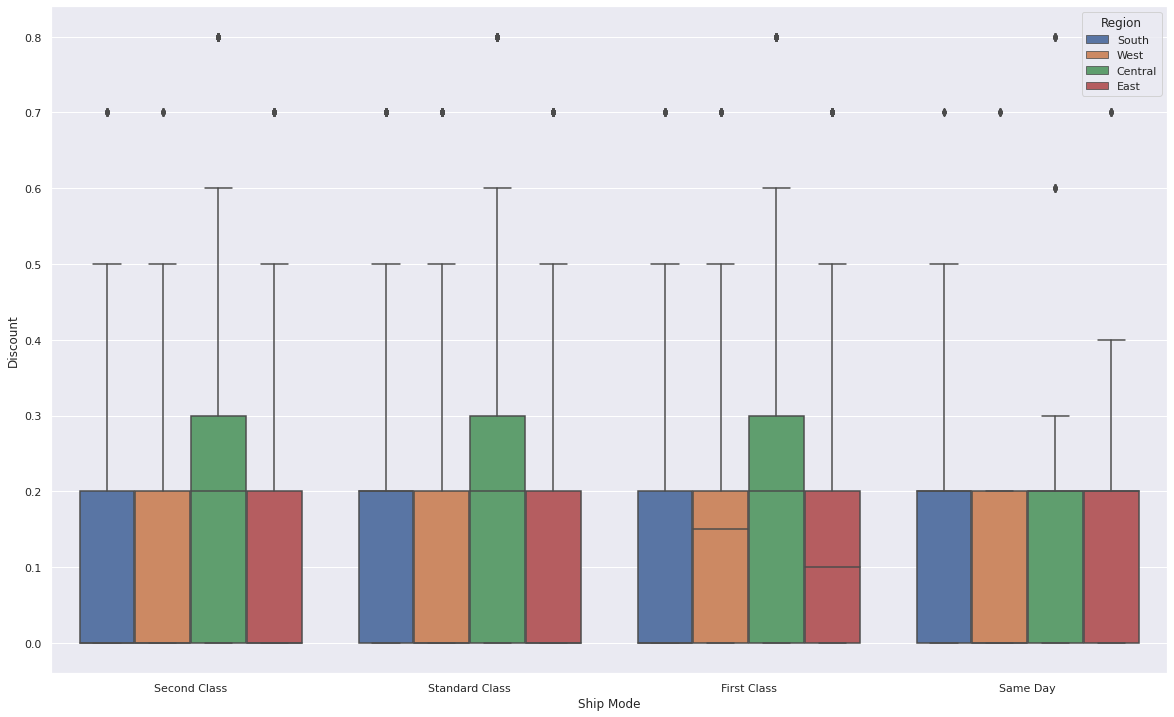 Region
South
West
Central
East
0.8
0.7
0.6
0.5
0.4
0.3
0.2
0.1
0.0
Discount
Second Class
Standard Class
First Class
Same Day
Ship Mode